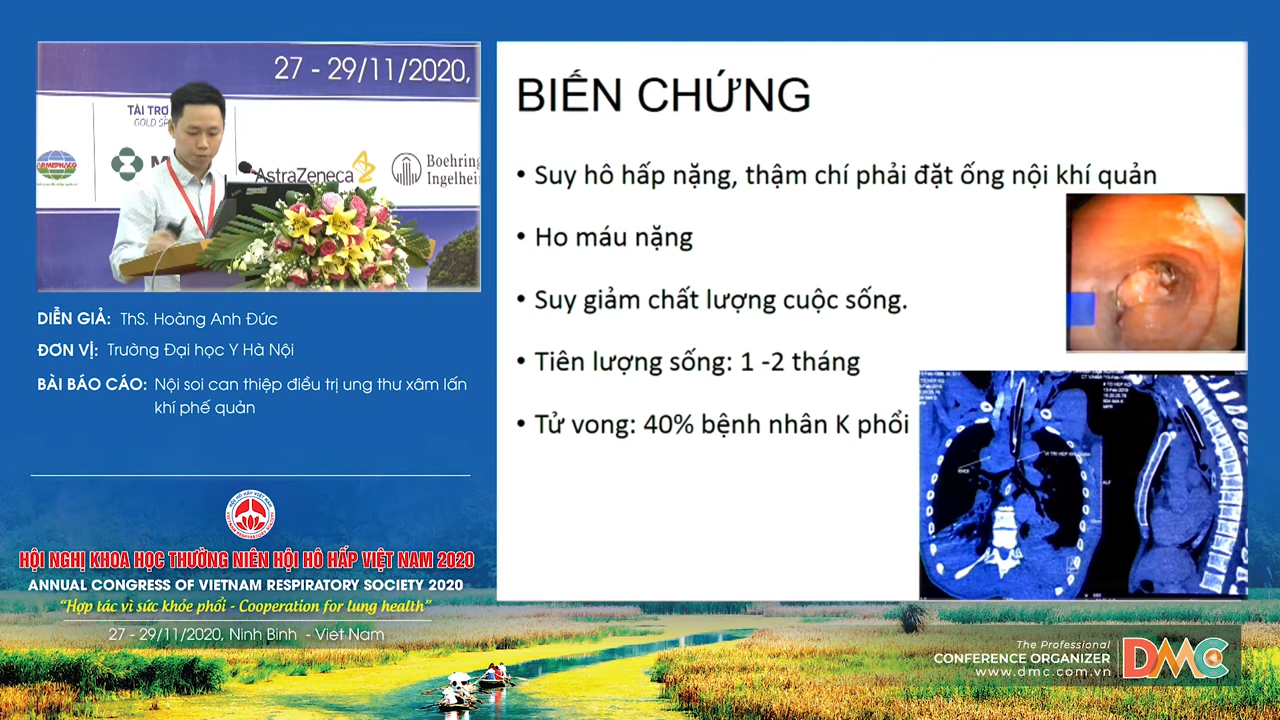 27 - 29/11/2020,
TÀI TRỢ
AstraZeneca
Boehring
Ingelhei
DIỄN GIẢ: ThS. Hoàng Anh Đức
ĐƠN VỊ: Trường Đại học Y Hà Nội
BÀI BÁO CÁO: Nội soi can thiệp điều trị ung thư xâm lấn
khí phế quản
HỘI NGHỊ KHOA HỌC THƯỜNG NIÊN HỘI HÔ HẤP VIỆT NAM 2020
ANNUAL CONGRESS OF VIETNAM RESPIRATORY SOCIETY 2020
“Hợp tác vì sức khỏe phổi - Cooperation for lung health”
27 - 29/11/2020, Ninh Binh - Viet Nam
BIẾN CHỨNG
• Suy hô hấp nặng, thậm chí phải đặt ống nội khí quản
• Ho máu nặng
• Suy giảm chất lượng cuộc sống.
• Tiên lượng sống: 1 -2 tháng
• Tử vong: 40% bệnh nhân K phổi
The Professional
CONFERENCE ORGANIZER
www.dmc.com.vn
DMC